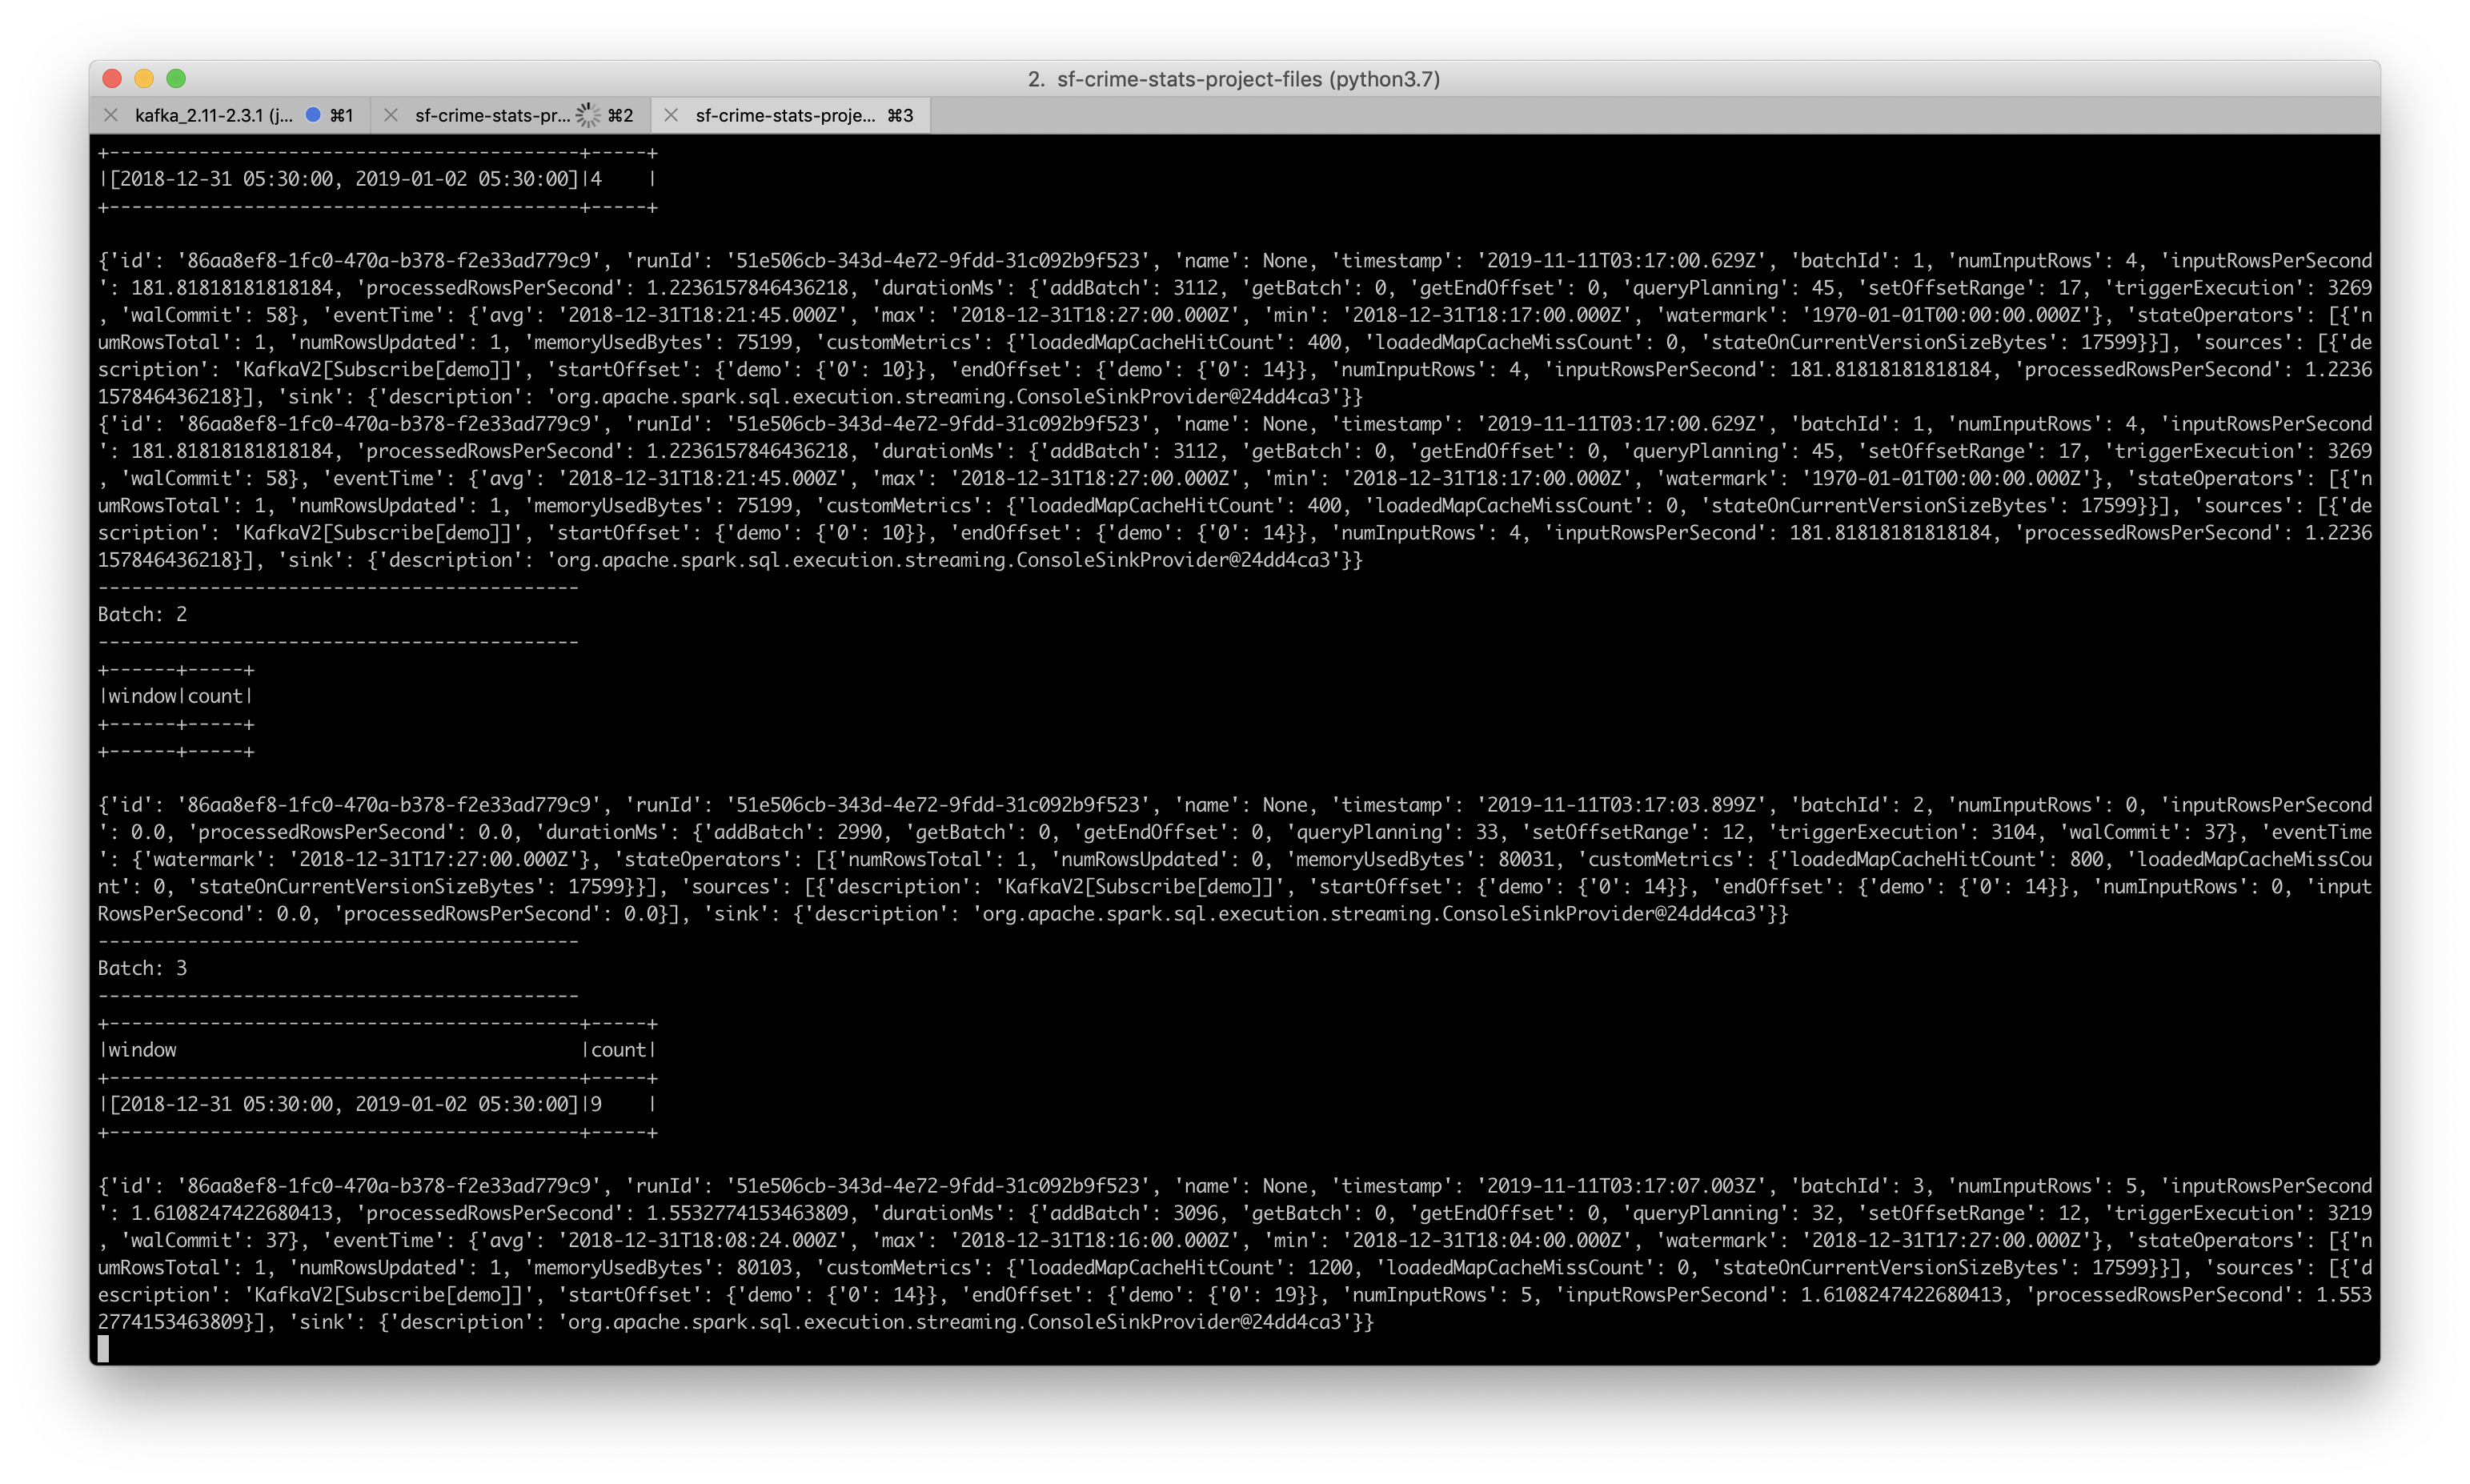 2. sf-crime-stats-project-files (python3.7)
kafka_2.11-2.3.1 (j... ⌘1 sf-crime-stats-pr... ⌘2 sf-crime-stats-proje... ⌘3
+------------------------------------------+-----+
|[2018-12-31 05:30:00, 2019-01-02 05:30:00]|4    |
+------------------------------------------+-----+
{'id': '86aa8ef8-1fc0-470a-b378-f2e33ad779c9', 'runId': '51e506cb-343d-4e72-9fdd-31c092b9f523', 'name': None, 'timestamp': '2019-11-11T03:17:00.629Z', 'batchId': 1, 'numInputRows': 4, 'inputRowsPerSecond
': 181.81818181818184, 'processedRowsPerSecond': 1.2236157846436218, 'durationMs': {'addBatch': 3112, 'getBatch': 0, 'getEndOffset': 0, 'queryPlanning': 45, 'setOffsetRange': 17, 'triggerExecution': 3269
, 'walCommit': 58}, 'eventTime': {'avg': '2018-12-31T18:21:45.000Z', 'max': '2018-12-31T18:27:00.000Z', 'min': '2018-12-31T18:17:00.000Z', 'watermark': '1970-01-01T00:00:00.000Z'}, 'stateOperators': [{'n
umRowsTotal': 1, 'numRowsUpdated': 1, 'memoryUsedBytes': 75199, 'customMetrics': {'loadedMapCacheHitCount': 400, 'loadedMapCacheMissCount': 0, 'stateOnCurrentVersionSizeBytes': 17599}}], 'sources': [{'de
scription': 'KafkaV2[Subscribe[demo]]', 'startOffset': {'demo': {'0': 10}}, 'endOffset': {'demo': {'0': 14}}, 'numInputRows': 4, 'inputRowsPerSecond': 181.81818181818184, 'processedRowsPerSecond': 1.2236
157846436218}], 'sink': {'description': 'org.apache.spark.sql.execution.streaming.ConsoleSinkProvider@24dd4ca3'}}
{'id': '86aa8ef8-1fc0-470a-b378-f2e33ad779c9', 'runId': '51e506cb-343d-4e72-9fdd-31c092b9f523', 'name': None, 'timestamp': '2019-11-11T03:17:00.629Z', 'batchId': 1, 'numInputRows': 4, 'inputRowsPerSecond
': 181.81818181818184, 'processedRowsPerSecond': 1.2236157846436218, 'durationMs': {'addBatch': 3112, 'getBatch': 0, 'getEndOffset': 0, 'queryPlanning': 45, 'setOffsetRange': 17, 'triggerExecution': 3269
, 'walCommit': 58}, 'eventTime': {'avg': '2018-12-31T18:21:45.000Z', 'max': '2018-12-31T18:27:00.000Z', 'min': '2018-12-31T18:17:00.000Z', 'watermark': '1970-01-01T00:00:00.000Z'}, 'stateOperators': [{'n
umRowsTotal': 1, 'numRowsUpdated': 1, 'memoryUsedBytes': 75199, 'customMetrics': {'loadedMapCacheHitCount': 400, 'loadedMapCacheMissCount': 0, 'stateOnCurrentVersionSizeBytes': 17599}}], 'sources': [{'de
scription': 'KafkaV2[Subscribe[demo]]', 'startOffset': {'demo': {'0': 10}}, 'endOffset': {'demo': {'0': 14}}, 'numInputRows': 4, 'inputRowsPerSecond': 181.81818181818184, 'processedRowsPerSecond': 1.2236
157846436218}], 'sink': {'description': 'org.apache.spark.sql.execution.streaming.ConsoleSinkProvider@24dd4ca3'}}
-------------------------------------------
Batch: 2
-------------------------------------------
+------+-----+
|window|count|
+------+-----+
+------+-----+
{'id': '86aa8ef8-1fc0-470a-b378-f2e33ad779c9', 'runId': '51e506cb-343d-4e72-9fdd-31c092b9f523', 'name': None, 'timestamp': '2019-11-11T03:17:03.899Z', 'batchId': 2, 'numInputRows': 0, 'inputRowsPerSecond
': 0.0, 'processedRowsPerSecond': 0.0, 'durationMs': {'addBatch': 2990, 'getBatch': 0, 'getEndOffset': 0, 'queryPlanning': 33, 'setOffsetRange': 12, 'triggerExecution': 3104, 'walCommit': 37}, 'eventTime
': {'watermark': '2018-12-31T17:27:00.000Z'}, 'stateOperators': [{'numRowsTotal': 1, 'numRowsUpdated': 0, 'memoryUsedBytes': 80031, 'customMetrics': {'loadedMapCacheHitCount': 800, 'loadedMapCacheMissCou
nt': 0, 'stateOnCurrentVersionSizeBytes': 17599}}], 'sources': [{'description': 'KafkaV2[Subscribe[demo]]', 'startOffset': {'demo': {'0': 14}}, 'endOffset': {'demo': {'0': 14}}, 'numInputRows': 0, 'input
RowsPerSecond': 0.0, 'processedRowsPerSecond': 0.0}], 'sink': {'description': 'org.apache.spark.sql.execution.streaming.ConsoleSinkProvider@24dd4ca3'}}
-------------------------------------------
Batch: 3
-------------------------------------------
+------------------------------------------+-----+
|window                                    |count|
+------------------------------------------+-----+
|[2018-12-31 05:30:00, 2019-01-02 05:30:00]|9    |
+------------------------------------------+-----+
{'id': '86aa8ef8-1fc0-470a-b378-f2e33ad779c9', 'runId': '51e506cb-343d-4e72-9fdd-31c092b9f523', 'name': None, 'timestamp': '2019-11-11T03:17:07.003Z', 'batchId': 3, 'numInputRows': 5, 'inputRowsPerSecond
': 1.6108247422680413, 'processedRowsPerSecond': 1.5532774153463809, 'durationMs': {'addBatch': 3096, 'getBatch': 0, 'getEndOffset': 0, 'queryPlanning': 32, 'setOffsetRange': 12, 'triggerExecution': 3219
, 'walCommit': 37}, 'eventTime': {'avg': '2018-12-31T18:08:24.000Z', 'max': '2018-12-31T18:16:00.000Z', 'min': '2018-12-31T18:04:00.000Z', 'watermark': '2018-12-31T17:27:00.000Z'}, 'stateOperators': [{'n
umRowsTotal': 1, 'numRowsUpdated': 1, 'memoryUsedBytes': 80103, 'customMetrics': {'loadedMapCacheHitCount': 1200, 'loadedMapCacheMissCount': 0, 'stateOnCurrentVersionSizeBytes': 17599}}], 'sources': [{'d
escription': 'KafkaV2[Subscribe[demo]]', 'startOffset': {'demo': {'0': 14}}, 'endOffset': {'demo': {'0': 19}}, 'numInputRows': 5, 'inputRowsPerSecond': 1.6108247422680413, 'processedRowsPerSecond': 1.553
2774153463809}], 'sink': {'description': 'org.apache.spark.sql.execution.streaming.ConsoleSinkProvider@24dd4ca3'}}